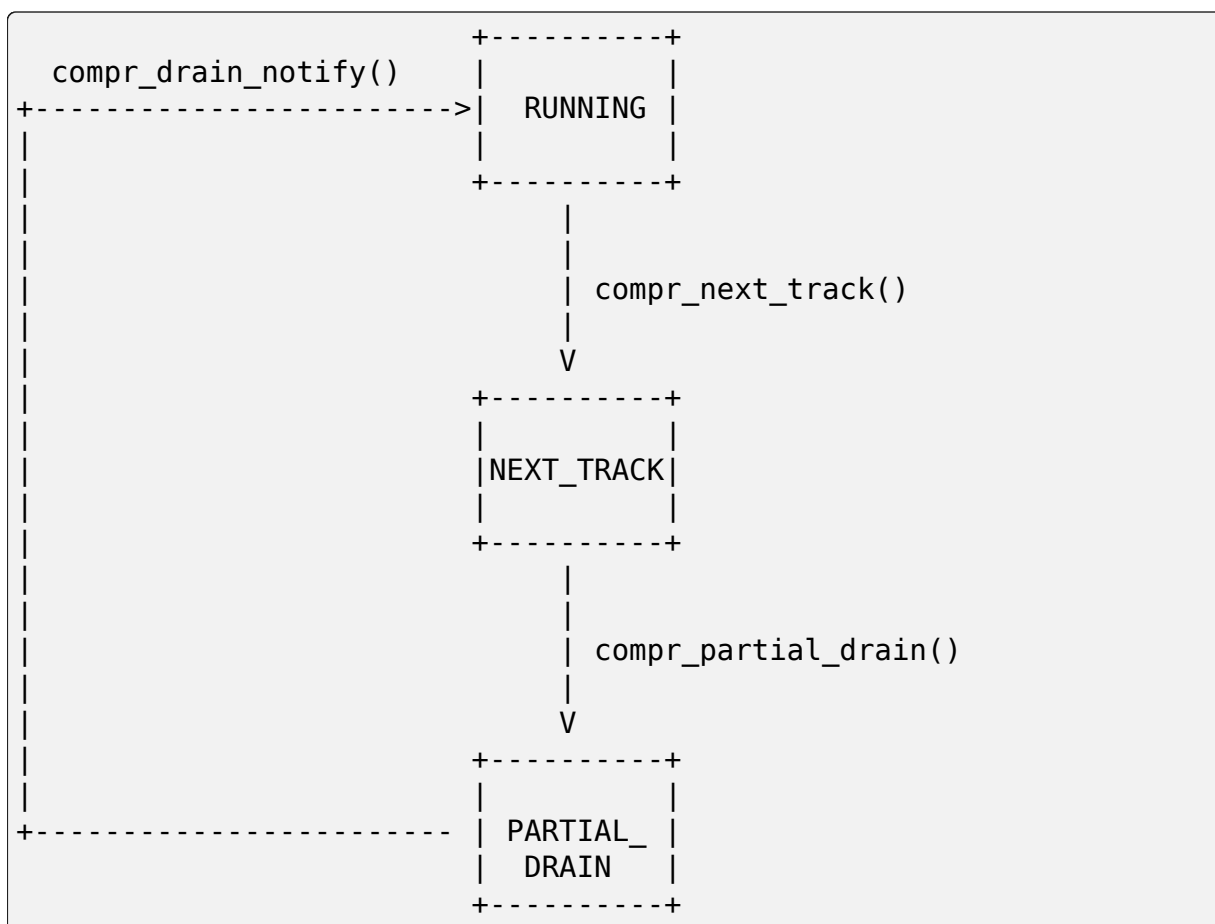 compr_drain_notify()
RUNNING
compr_next_track()
NEXT_TRACK
compr_partial_drain()
PARTIAL_
DRAIN